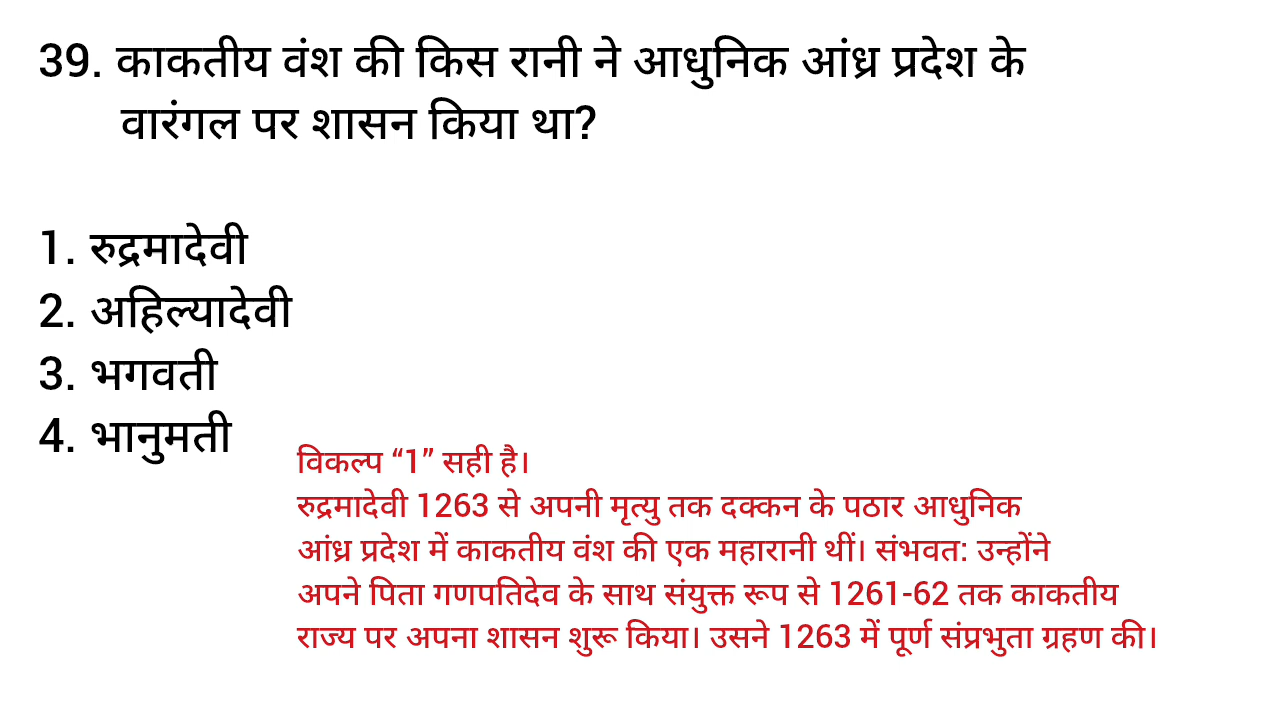 39. काकतीय वंश की किस रानी ने आधुनिक आंध्र प्रदेश के
वारंगल पर शासन किया था?
1. रुद्रमादेवी
2. अहिल्यादेवी
3. भगवती
4. भानुमती
विकल्प “1” सही है।
रुद्रमादेवी 1263 से अपनी मृत्यु तक दक्कन के पठार आधुनिक
आंध्र प्रदेश में काकतीय वंश की एक महारानी थीं। संभवत: उन्होंने
अपने पिता गणपतिदेव के साथ संयुक्त रूप से 1261-62 तक काकतीय
राज्य पर अपना शासन शुरू किया। उसने 1263 में पूर्ण संप्रभुता ग्रहण की।